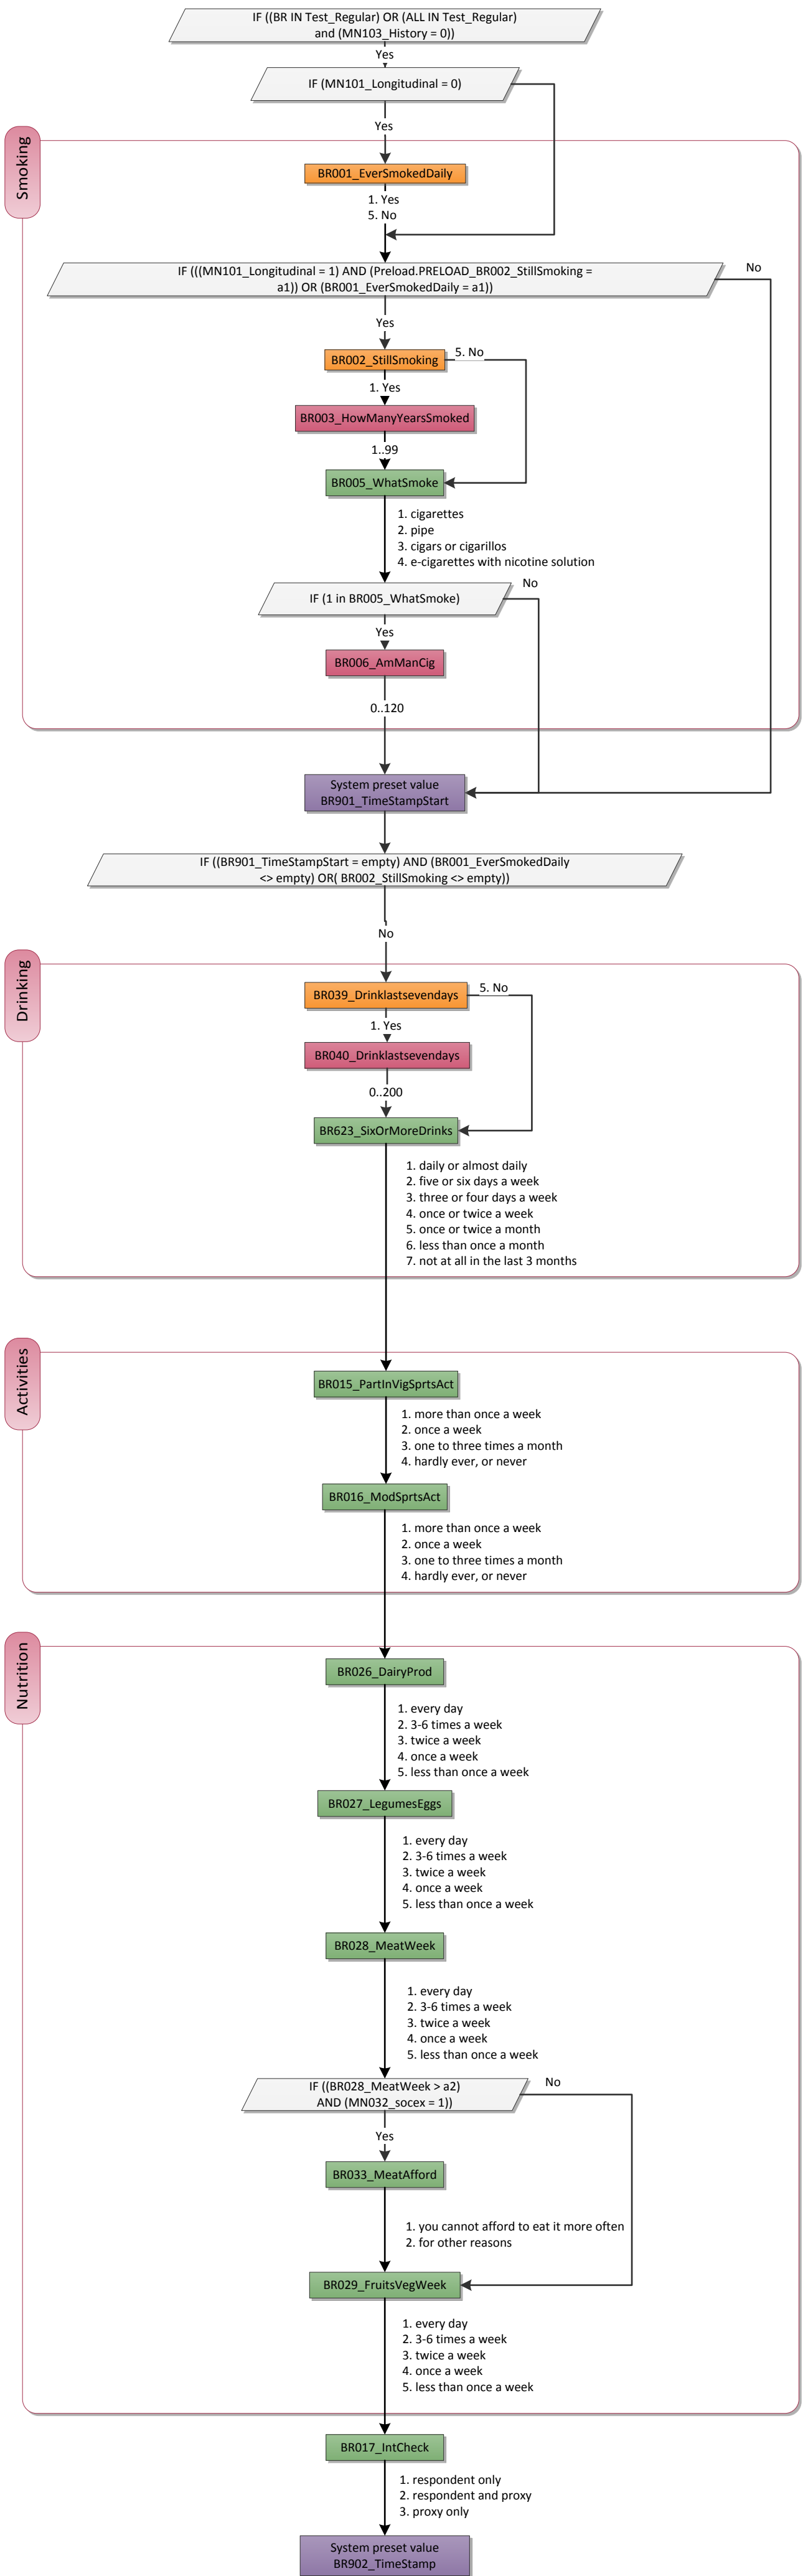 IF ((BR IN Test_Regular) OR (ALL IN Test_Regular)
and (MN103_History = 0))
Yes
IF (MN101_Longitudinal = 0)
Yes
Smoking
BR001_EverSmokedDaily
1. Yes
5. No
IF (((MN101_Longitudinal = 1) AND (Preload.PRELOAD_BR002_StillSmoking =
a1)) OR (BR001_EverSmokedDaily = a1))
No
Yes
BR002_StillSmoking
5. No
1. Yes
BR003_HowManyYearsSmoked
1..99
BR005_WhatSmoke
1. cigarettes
2. pipe
3. cigars or cigarillos
4. e-cigarettes with nicotine solution
IF (1 in BR005_WhatSmoke)
No
Yes
BR006_AmManCig
0..120
System preset value
BR901_TimeStampStart
IF ((BR901_TimeStampStart = empty) AND (BR001_EverSmokedDaily
<> empty) OR( BR002_StillSmoking <> empty))
No
Drinking
BR039_Drinklastsevendays
5. No
1. Yes
BR040_Drinklastsevendays
0..200
BR623_SixOrMoreDrinks
1. daily or almost daily
2. five or six days a week
3. three or four days a week
4. once or twice a week
5. once or twice a month
6. less than once a month
7. not at all in the last 3 months
Activities
BR015_PartInVigSprtsAct
1. more than once a week
2. once a week
3. one to three times a month
4. hardly ever, or never
BR016_ModSprtsAct
1. more than once a week
2. once a week
3. one to three times a month
4. hardly ever, or never
Nutrition
BR026_DairyProd
1. every day
2. 3-6 times a week
3. twice a week
4. once a week
5. less than once a week
BR027_LegumesEggs
1. every day
2. 3-6 times a week
3. twice a week
4. once a week
5. less than once a week
BR028_MeatWeek
1. every day
2. 3-6 times a week
3. twice a week
4. once a week
5. less than once a week
IF ((BR028_MeatWeek > a2)
AND (MN032_socex = 1))
No
Yes
BR033_MeatAfford
1. you cannot afford to eat it more often
2. for other reasons
BR029_FruitsVegWeek
1. every day
2. 3-6 times a week
3. twice a week
4. once a week
5. less than once a week
BR017_IntCheck
1. respondent only
2. respondent and proxy
3. proxy only
System preset value
BR902_TimeStamp